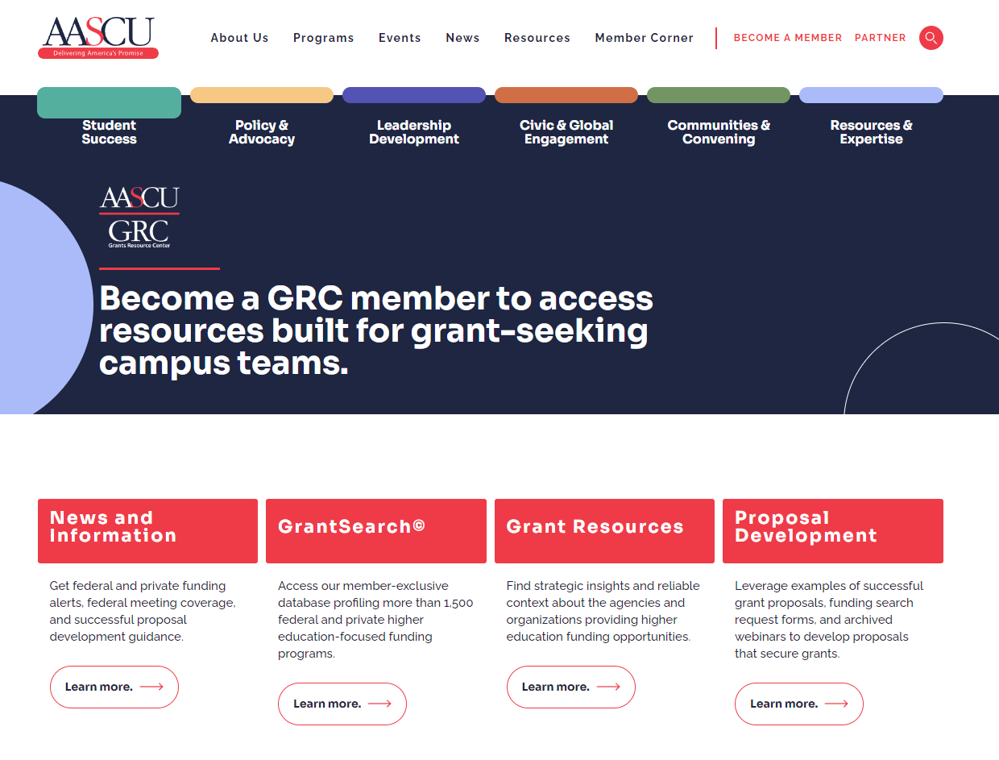 AASCU
Delivering America's Promise
About Us
Programs
Events
News
Resources
Member Corner
BECOME A MEMBER
PARTNER
Student
Success
Policy &
Advocacy
Leadership
Development
Civic & Global
Engagement
Communities &
Convening
Resources &
Expertise
AASCU
GRC
Grants Resource Center
Become a GRC member to access
resources built for grant-seeking
campus teams.
News and
Information
Get federal and private funding
alerts, federal meeting coverage,
and successful proposal
development guidance.
Learn more.
GrantSearch©
Access our member-exclusive
database profiling more than 1,500
federal and private higher
education-focused funding
programs.
Learn more.
Grant Resources
Find strategic insights and reliable
context about the agencies and
organizations providing higher
education funding opportunities.
Learn more.
Proposal
Development
Leverage examples of successful
grant proposals, funding search
request forms, and archived
webinars to develop proposals
that secure grants.
Learn more.